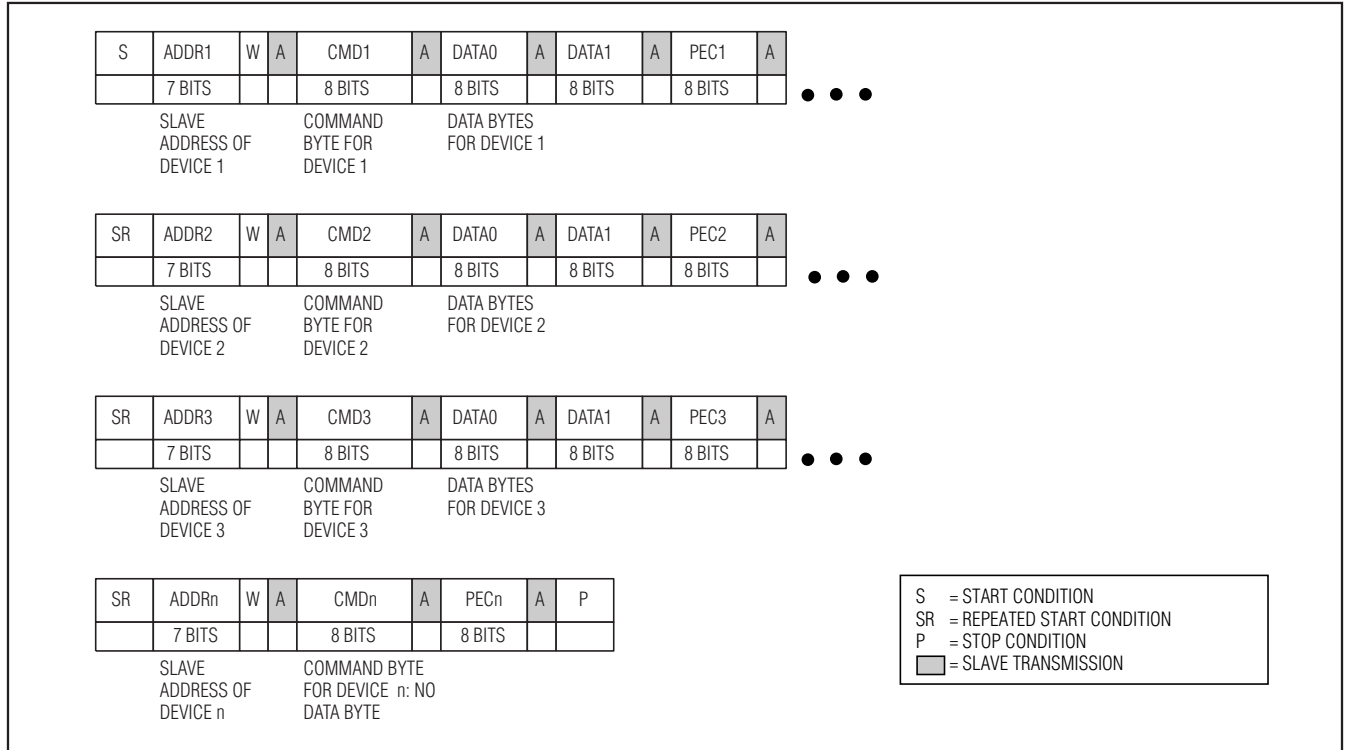 S ADDR1 W A CMD1 A DATA0 A DATA1 A PEC1 A
7 BITS 8 BITS 8 BITS 8 BITS 8 BITS
SLAVE ADDRESS OF DEVICE 1
COMMAND BYTE FOR DEVICE 1
DATA BYTES FOR DEVICE 1
SR ADDR2 W A CMD2 A DATA0 A DATA1 A PEC2 A
7 BITS 8 BITS 8 BITS 8 BITS 8 BITS
SLAVE ADDRESS OF DEVICE 2
COMMAND BYTE FOR DEVICE 2
DATA BYTES FOR DEVICE 2
SR ADDR3 W A CMD3 A DATA0 A DATA1 A PEC3 A
7 BITS 8 BITS 8 BITS 8 BITS 8 BITS
SLAVE ADDRESS OF DEVICE 3
COMMAND BYTE FOR DEVICE 3
DATA BYTES FOR DEVICE 3
SR ADDRn W A CMDn A PECn A P
7 BITS 8 BITS 8 BITS
SLAVE ADDRESS OF DEVICE n
COMMAND BYTE FOR DEVICE n: NO DATA BYTE
S = START CONDITION
SR = REPEATED START CONDITION
P = STOP CONDITION
= SLAVE TRANSMISSION